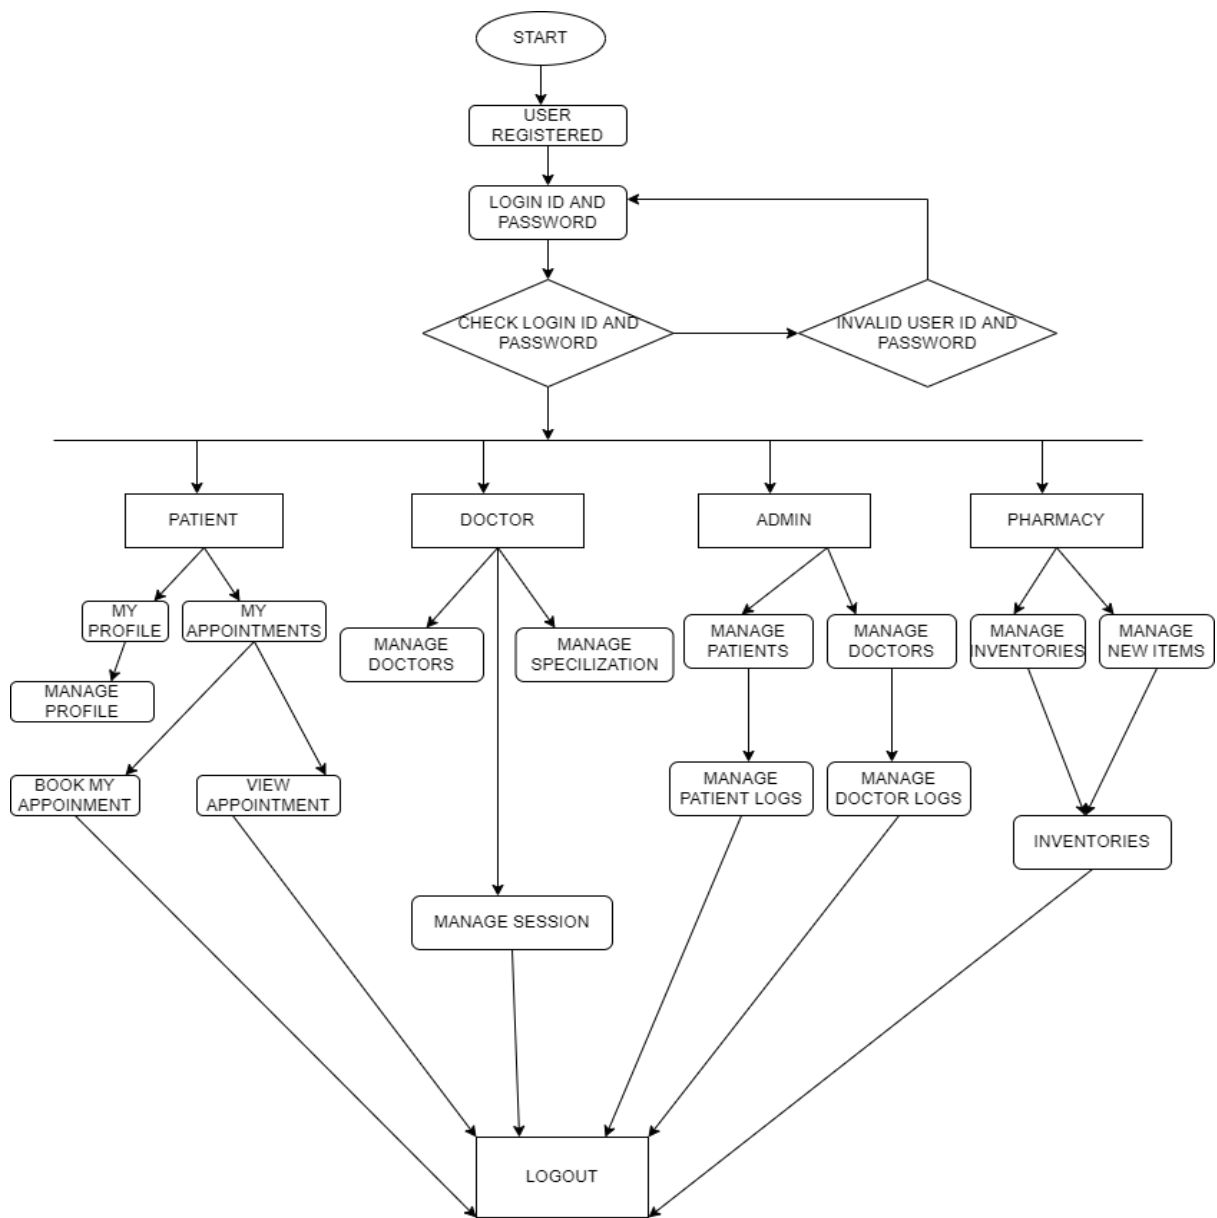 START
USER
REGISTERED
LOGIN ID AND
PASSWORD
CHECK LOGIN ID AND
PASSWORD
INVALID USER ID AND
PASSWORD
PATIENT
DOCTOR
ADMIN
PHARMACY
MY
PROFILE
MY
APPOINTMENTS
MANAGE
DOCTORS
MANAGE
SPECILIZATION
MANAGE
PATIENTS
MANAGE
DOCTORS
MANAGE
INVENTORIES
MANAGE
NEW ITEMS
MANAGE
PROFILE
BOOK MY
APPOINMENT
VIEW
APPOINTMENT
MANAGE
PATIENT LOGS
MANAGE
DOCTOR LOGS
INVENTORIES
MANAGE SESSION
LOGOUT